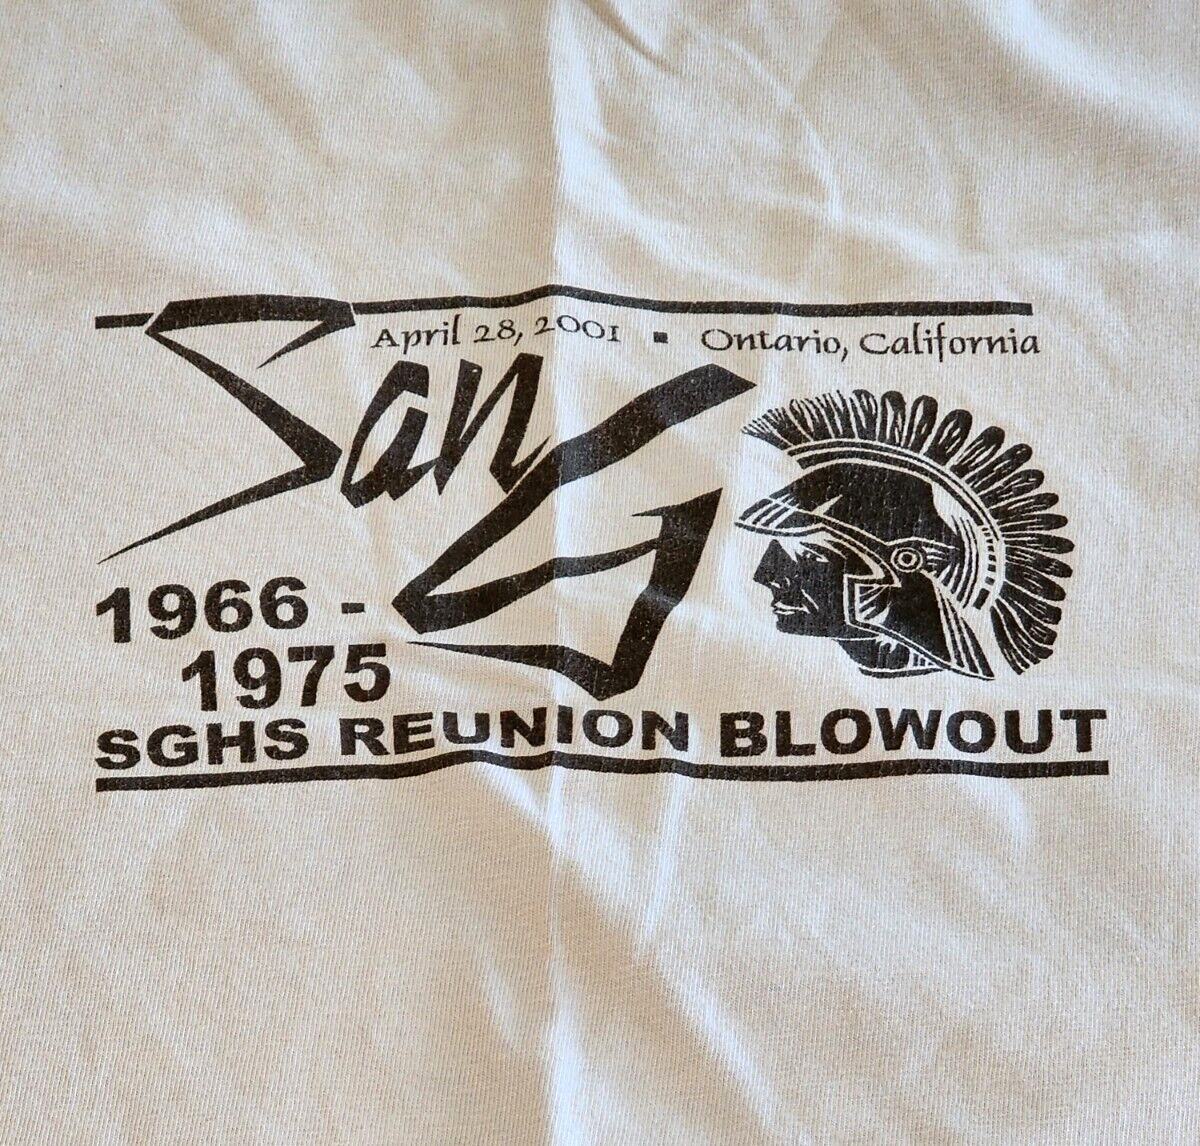 April 28, 2001 ▪ Ontario, California
San G
1966 -
1975
SGHS REUNION BLOWOUT